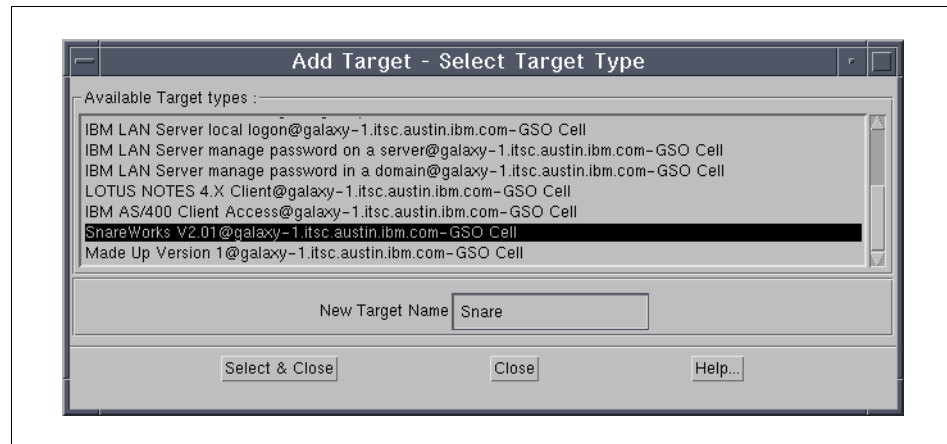 Add Target - Select Target Type
Available Target types :
IBM LAN Server local logon@galaxy-1.itsc.austin.ibm.com-GSO Cell
IBM LAN Server manage password on a server@galaxy-1.itsc.austin.ibm.com-GSO Cell
IBM LAN Server manage password in a domain@galaxy-1.itsc.austin.ibm.com-GSO Cell
LOTUS NOTES 4.X Client@galaxy-1.itsc.austin.ibm.com-GSO Cell
IBM AS/400 Client Access@galaxy-1.itsc.austin.ibm.com-GSO Cell
SnareWorks V2.01@galaxy-1.itsc.austin.ibm.com-GSO Cell
Made Up Version 1@galaxy-1.itsc.austin.ibm.com-GSO Cell
New Target Name Snare
Select & Close Close Help...